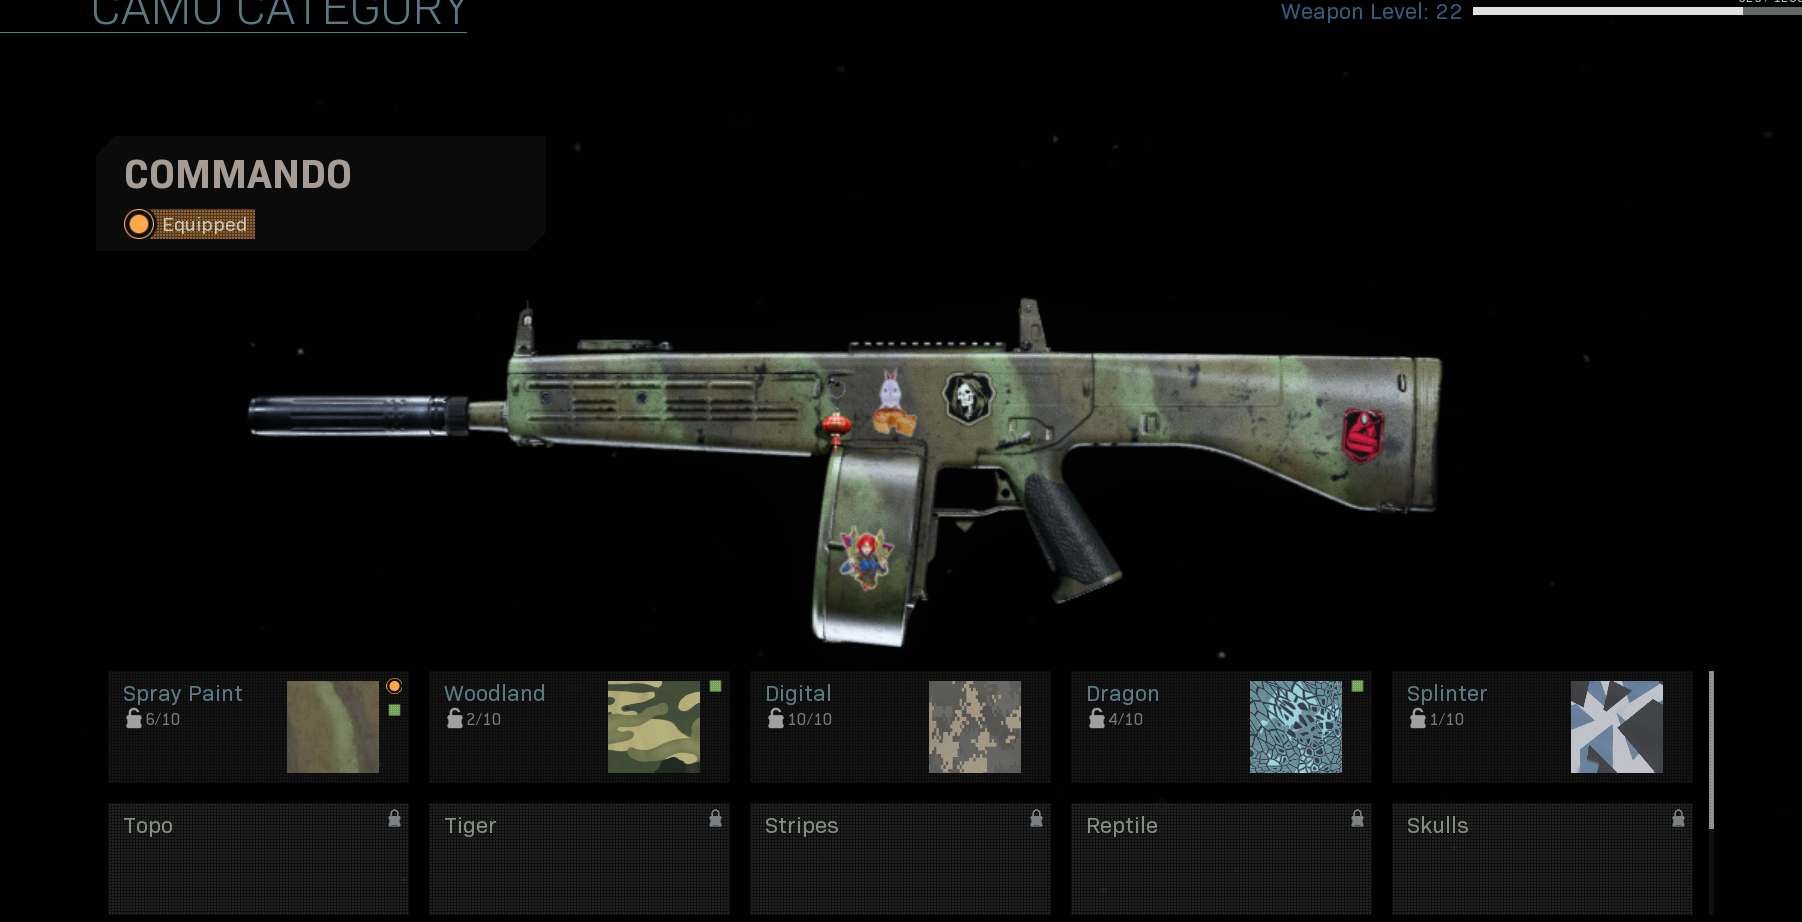 CAMO CATEGORY
Weapon Level: 22
COMMANDO
Equipped
Spray Paint
6/10
Woodland
2/10
Digital
10/10
Dragon
4/10
Splinter
1/10
Topo
Tiger
Stripes
Reptile
Skulls